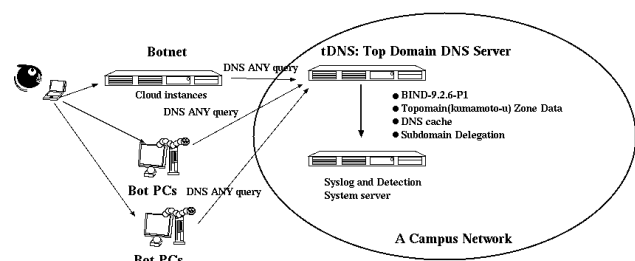 Botnet
DNS ANY query
tDNS: Top Domain DNS Server
Cloud instances
DNS ANY query
● BIND-9.2.6-P1
● Topomain(kumamoto-u) Zone Data
● DNS cache
● Subdomain Delegation
Bot PCs
DNS ANY query
Syslog and Detection
System server
A Campus Network
Bot PCs